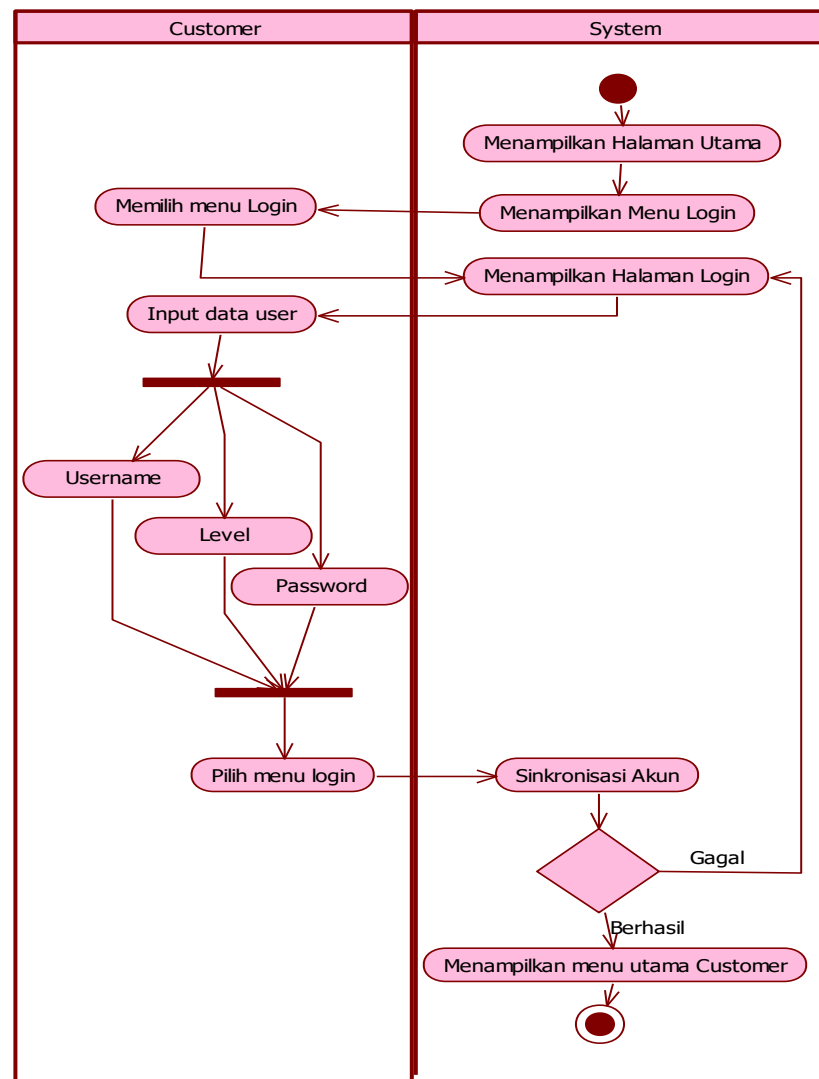 Customer
System
Menampilkan Halaman Utama
Memilih menu Login
Menampilkan Menu Login
Menampilkan Halaman Login
Input data user
Username
Level
Password
Pilih menu login
Sinkronisasi Akun
Gagal
Berhasil
Menampilkan menu utama Customer